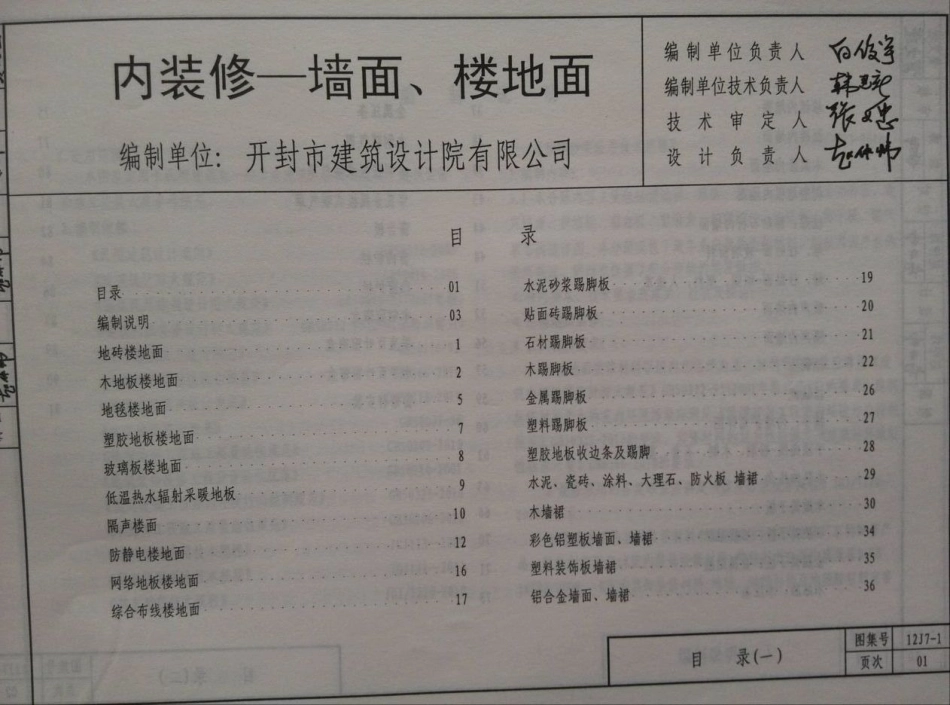 内装修—墙面、楼地面
编制单位：开封市建筑设计院有限公司
编制单位负责人
编制单位技术负责人
技术审定人
设计负责人
目 录
目录 01
编制说明 03
地砖楼地面 1
木地板楼地面 2
地毯楼地面 5
塑胶地板楼地面 7
玻璃板楼地面 8
低温热水辐射采暖地板 9
隔声楼面 10
防静电楼地面 12
网络地板楼地面 16
综合布线楼地面 17
水泥砂浆踢脚板 19
贴面砖踢脚板 20
石材踢脚板 21
木踢脚板 22
金属踢脚板 26
塑料踢脚板 27
塑胶地板收边条及踢脚 28
水泥、瓷砖、涂料、大理石、防火板 墙裙 29
木墙裙 30
彩色铝塑板墙面、墙裙 34
塑料装饰板墙裙 35
铝合金墙面、墙裙 36
目 录(一)
图集号 12J7-1
页次 01